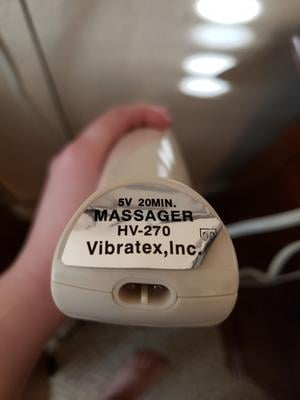 5V 20MIN.
MASSAGER
HV-270
Vibratex,Inc.